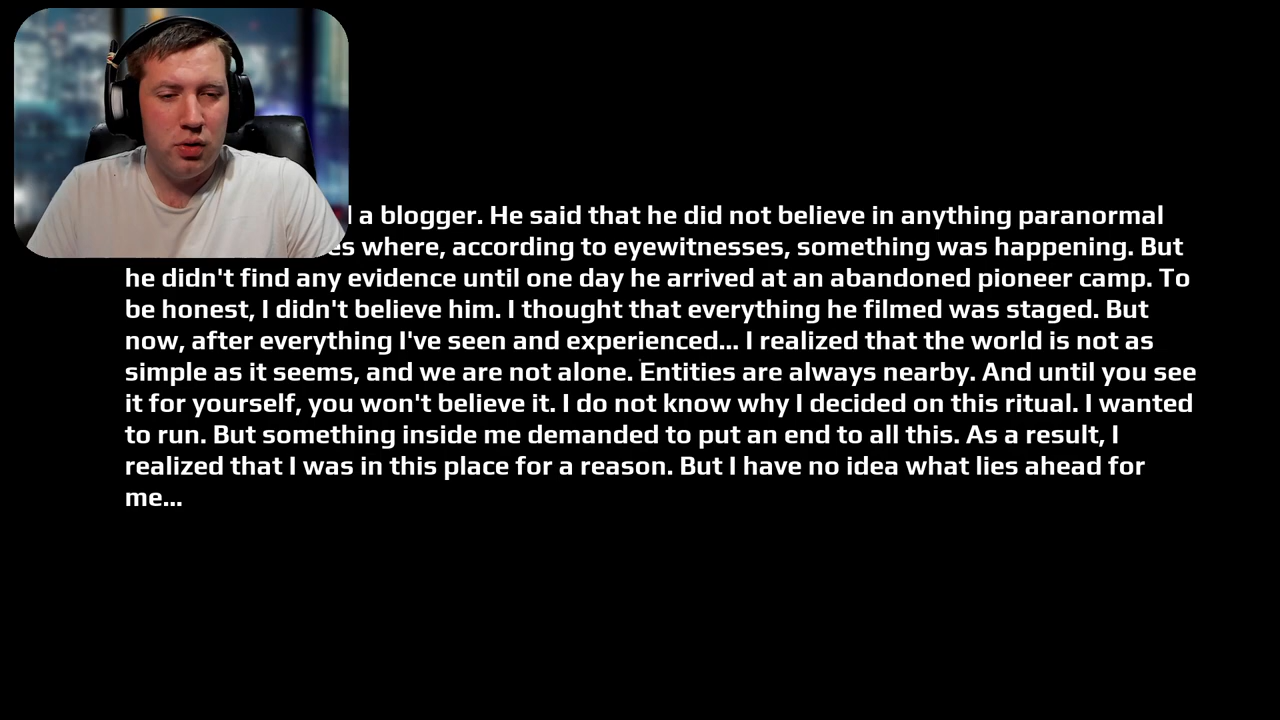 a blogger. He said that he did not believe in anything paranormal
where, according to eyewitnesses, something was happening. But
he didn't find any evidence until one day he arrived at an abandoned pioneer camp. To
be honest, I didn't believe him. I thought that everything he filmed was staged. But
now, after everything I've seen and experienced... I realized that the world is not as
simple as it seems, and we are not alone. Entities are always nearby. And until you see
it for yourself, you won't believe it. I do not know why I decided on this ritual. I wanted
to run. But something inside me demanded to put an end to all this. As a result, I
realized that I was in this place for a reason. But I have no idea what lies ahead for
me...